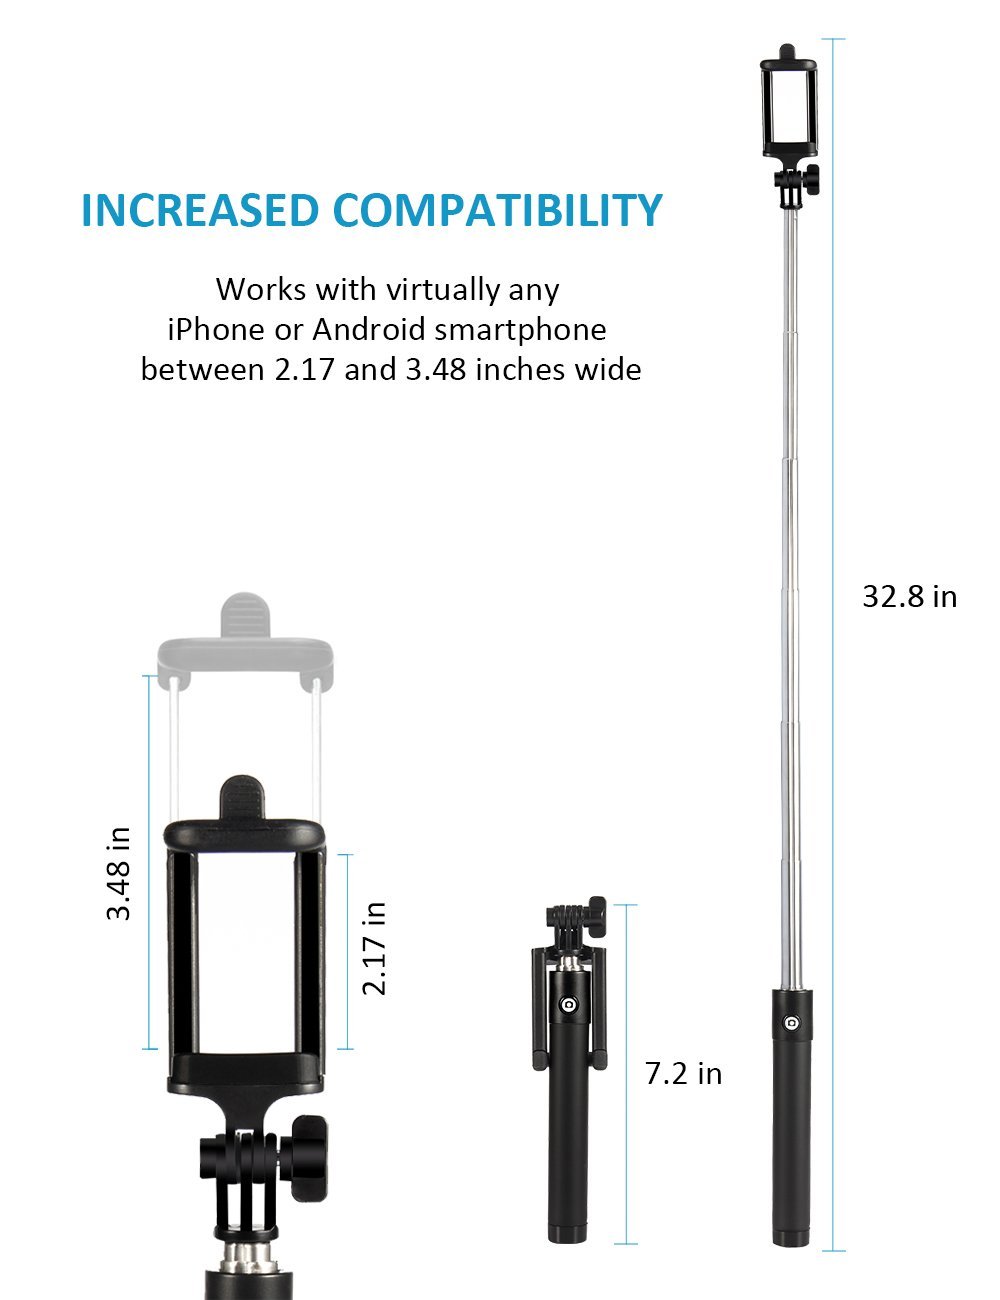 INCREASED COMPATIBILITY
Works with virtually any
iPhone or Android smartphone
between 2.17 and 3.48 inches wide
32.8 in
3.48 in
2.17 in
7.2 in